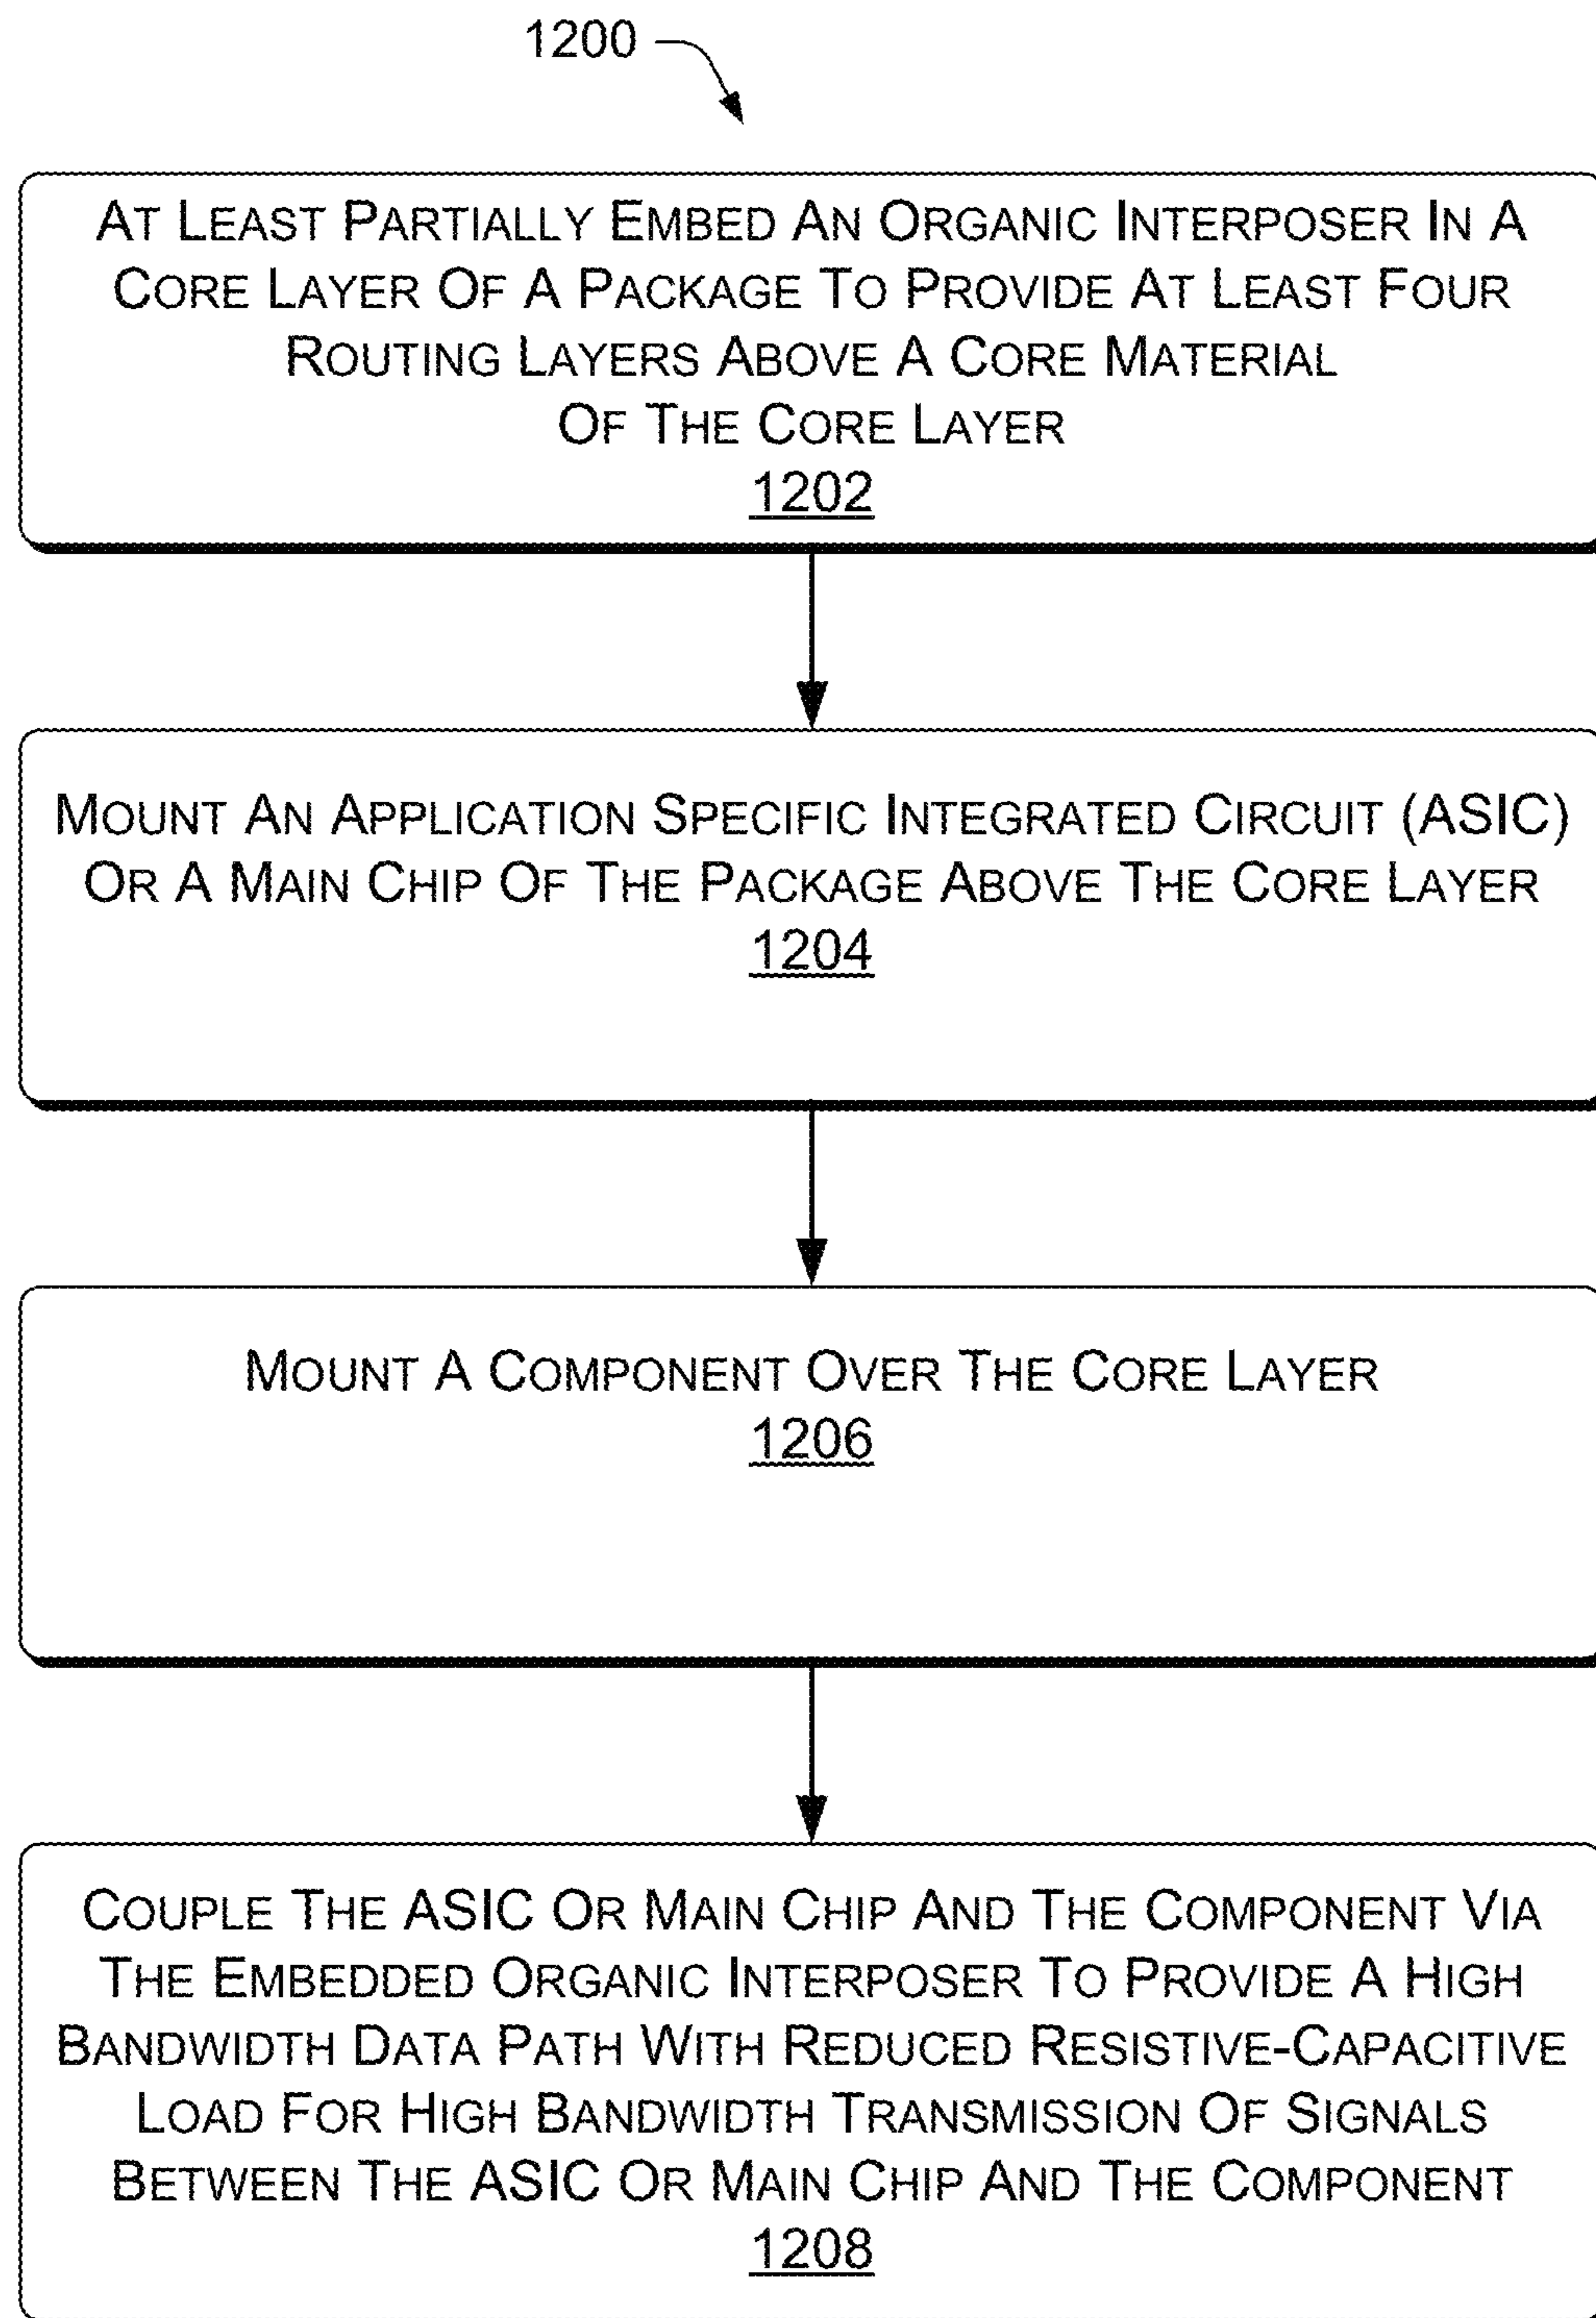 1200
AT LEAST PARTIALLY EMBED AN ORGANIC INTERPOSER IN A
CORE LAYER OF A PACKAGE TO PROVIDE AT LEAST FOUR
ROUTING LAYERS ABOVE A CORE MATERIAL
OF THE CORE LAYER
1202
MOUNT AN APPLICATION SPECIFIC INTEGRATED CIRCUIT (ASIC)
OR A MAIN CHIP OF THE PACKAGE ABOVE THE CORE LAYER
1204
MOUNT A COMPONENT OVER THE CORE LAYER
1206
COUPLE THE ASIC OR MAIN CHIP AND THE COMPONENT VIA
THE EMBEDDED ORGANIC INTERPOSER TO PROVIDE A HIGH
BANDWIDTH DATA PATH WITH REDUCED RESISTIVE-CAPACITIVE
LOAD FOR HIGH BANDWIDTH TRANSMISSION OF SIGNALS
BETWEEN THE ASIC OR MAIN CHIP AND THE COMPONENT
1208